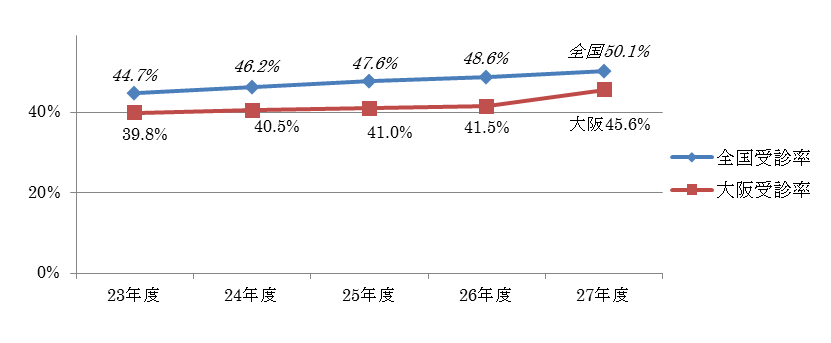 44.7%
46.2%
47.6%
48.6%
全国50.1%
40%
39.8%
40.5%
41.0%
41.5%
大阪45.6%
全国受診率
大阪受診率
20%
0%
23年度
24年度
25年度
26年度
27年度